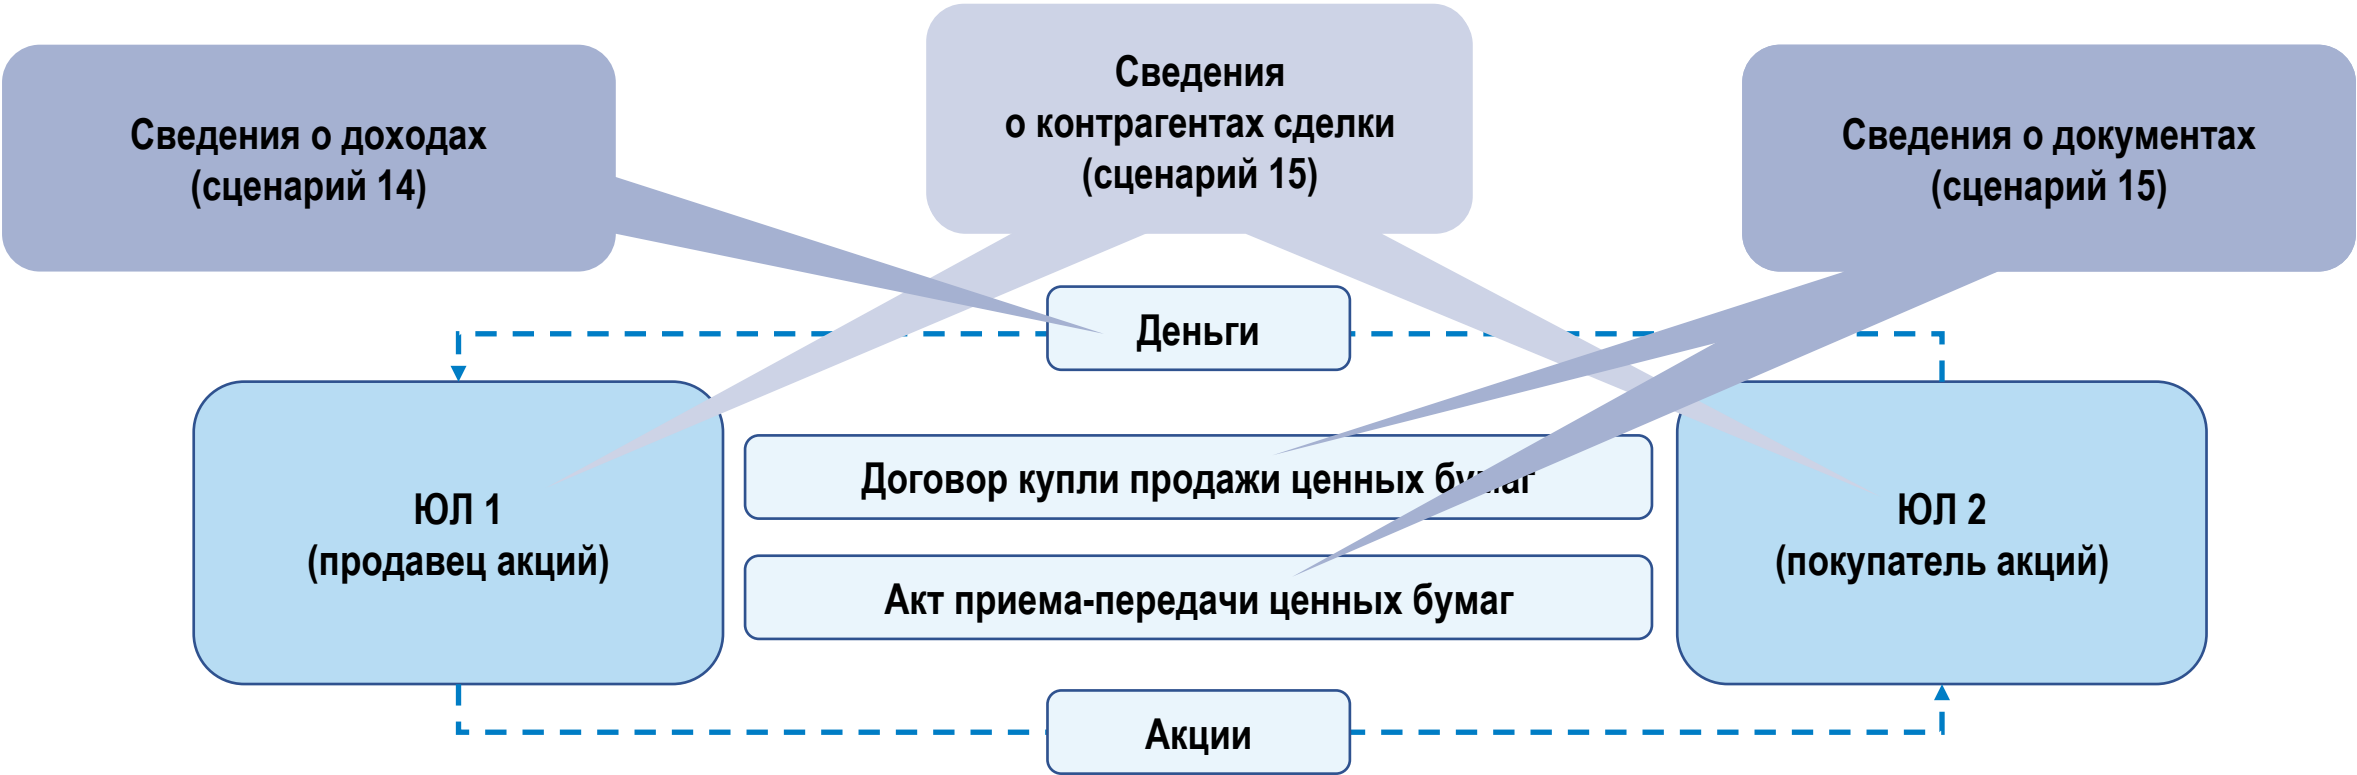 Сведения о доходах
(сценарий 14)
Сведения
о контрагентах сделки
(сценарий 15)
Сведения о документах
(сценарий 15)
Деньги
ЮЛ 1
(продавец акций)
Договор купли продажи ценных бумаг
Акт приема-передачи ценных бумаг
ЮЛ 2
(покупатель акций)
Акции